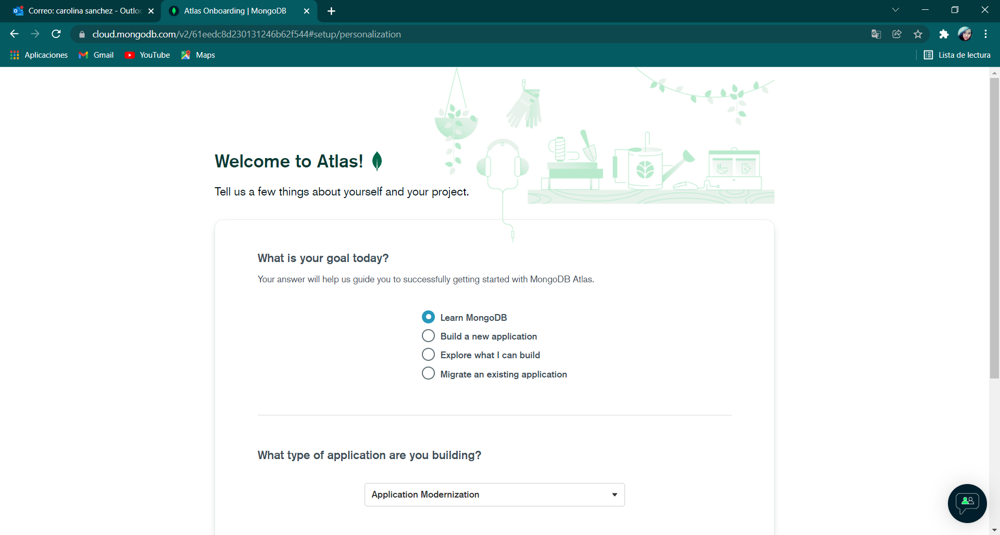 Correo: carolina sanchez - Outloo
Atlas Onboarding | MongoDB
cloud.mongodb.com/v2/61eedc8d230131246b62f544#setup/personalization
Aplicaciones
Gmail
YouTube
Maps
Lista de lectura
Welcome to Atlas!
Tell us a few things about yourself and your project.
What is your goal today?
Your answer will help us guide you to successfully getting started with MongoDB Atlas.
Learn MongoDB
Build a new application
Explore what I can build
Migrate an existing application
What type of application are you building?
Application Modernization